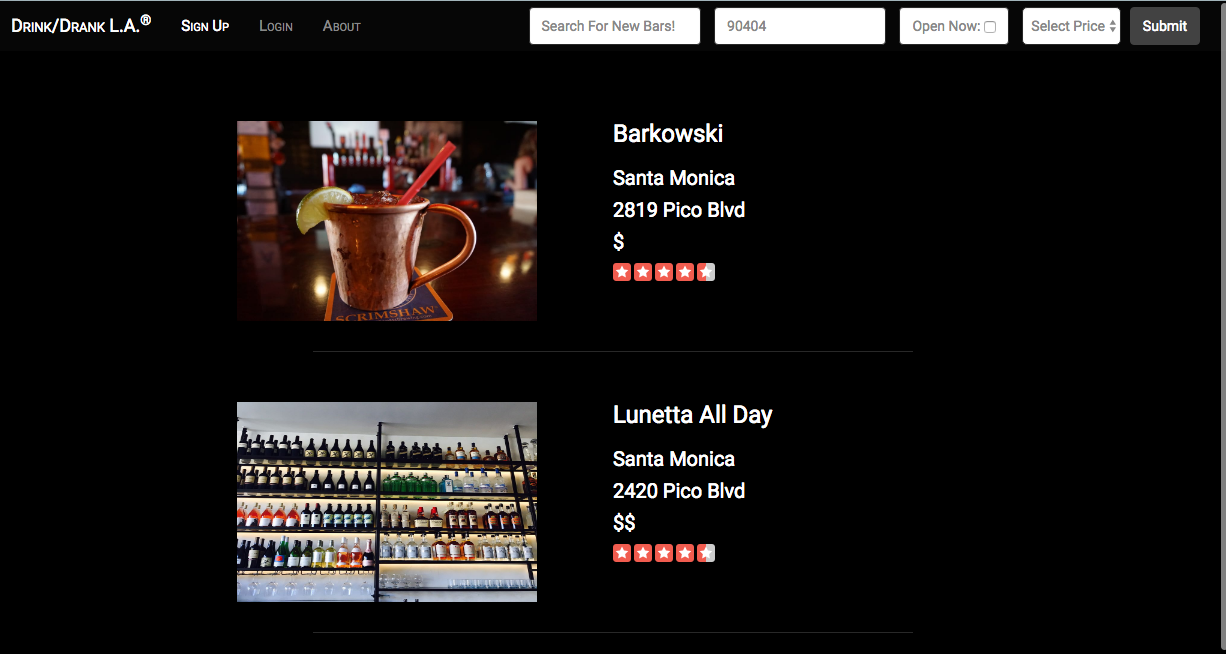 Drink/Drank L.A.® Sign Up Login About Search For New Bars! 90404 Open Now: Select Price Submit
Barkowski
Santa Monica
2819 Pico Blvd
$
SCRIMSHAW
Lunetta All Day
Santa Monica
2420 Pico Blvd
$$